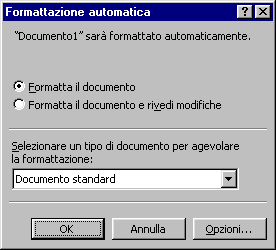 Formattazione automatica
"Documento1" sarà formattato automaticamente.
Formatta il documento
Formatta il documento e rivedi modifiche
Selezionare un tipo di documento per agevolare
la formattazione:
Documento standard
OK Annulla Opzioni...